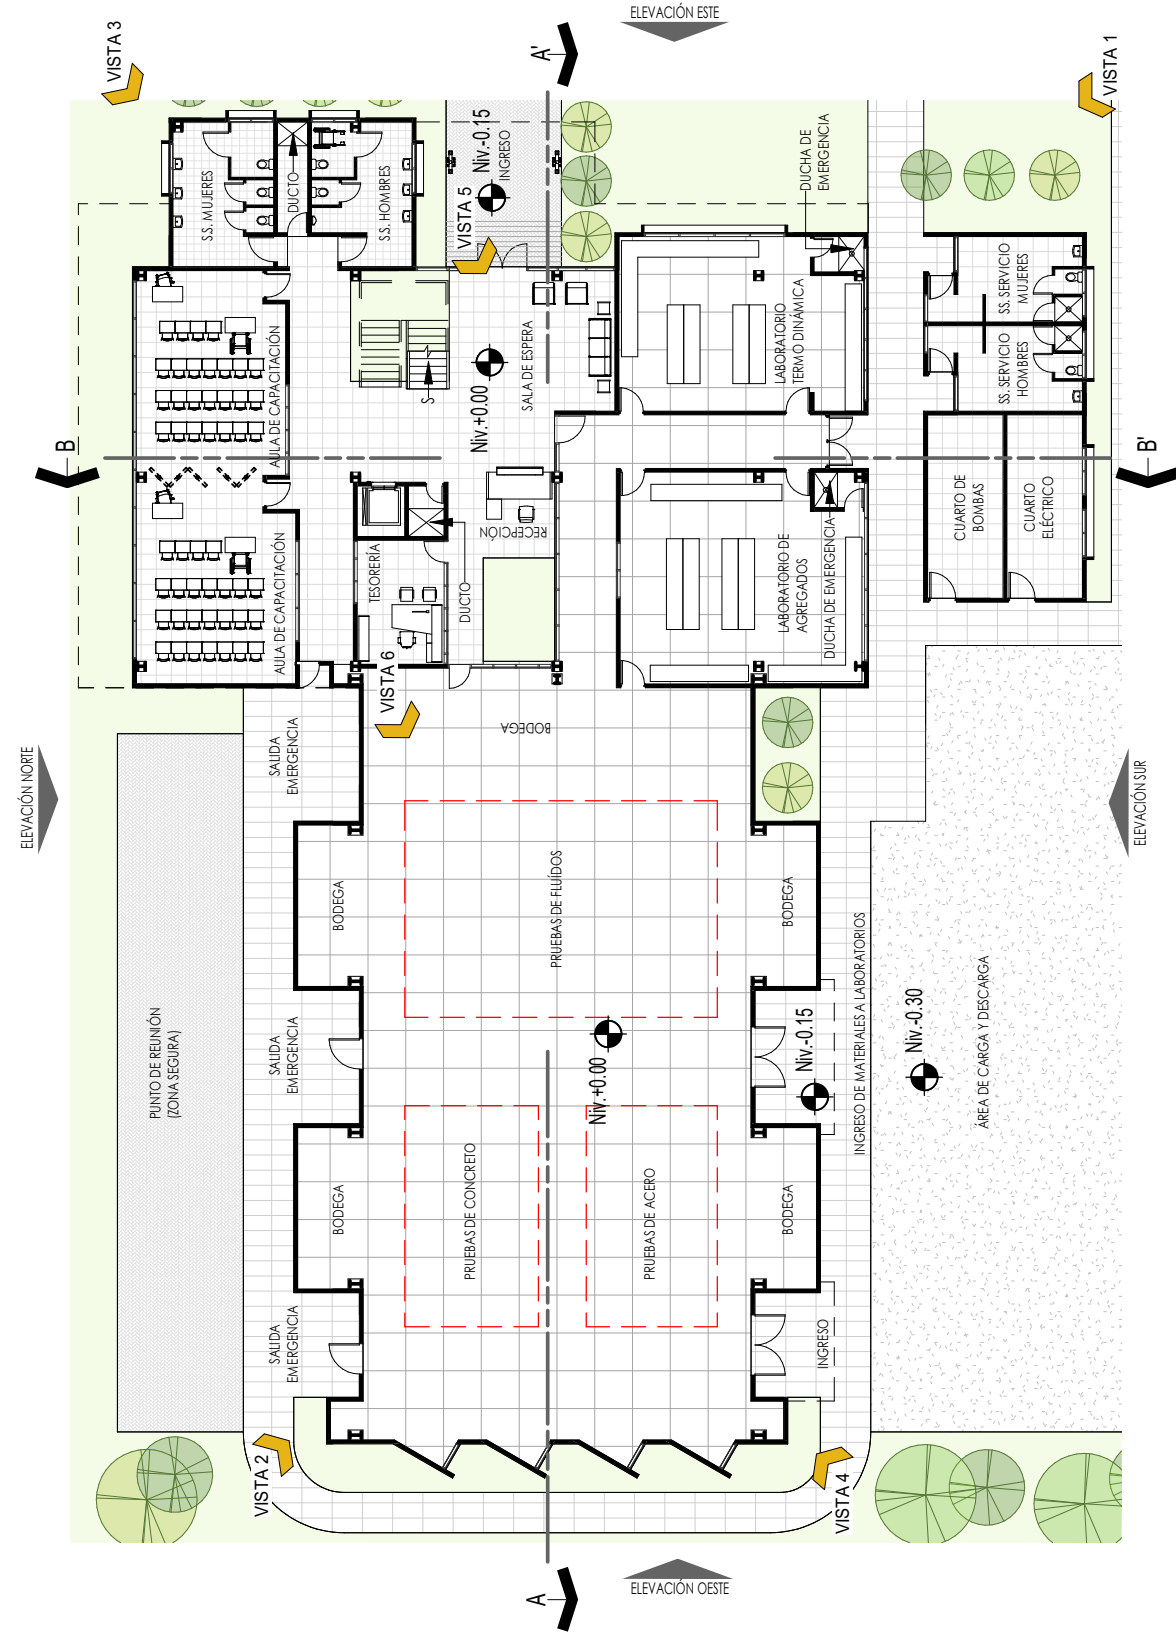 ELEVACIÓN ESTE
VISTA 3
A'
VISTA 1
S.S. MUJERES
DUCTO
S.S. HOMBRES
Niv.-0.15
INGRESO
VISTA 5
DUCHA DE
EMERGENCIA
AULA DE CAPACITACIÓN
S
SALA DE ESPERA
Niv.+0.00
LABORATORIO
TERMO DINÁMICA
SS. SERVICIO
MUJERES
SS. SERVICIO
HOMBRES
B
B'
AULA DE CAPACITACIÓN
TESORERÍA
DUCTO
RECEPCIÓN
LABORATORIO DE
AGREGADOS
DUCHA DE EMERGENCIA
CUARTO DE
BOMBAS
CUARTO
ELÉCTRICO
VISTA 6
BODEGA
ELEVACIÓN NORTE
SALIDA
EMERGENCIA
ELEVACIÓN SUR
BODEGA
PRUEBAS DE FLUÍDOS
BODEGA
PUNTO DE REUNIÓN
(ZONA SEGURA)
SALIDA
EMERGENCIA
Niv.+0.00
Niv.-0.15
INGRESO DE MATERIALES A LABORATORIOS
Niv.-0.30
ÁREA DE CARGA Y DESCARGA
BODEGA
PRUEBAS DE CONCRETO
PRUEBAS DE ACERO
BODEGA
SALIDA
EMERGENCIA
INGRESO
VISTA 2
VISTA 4
A
ELEVACIÓN OESTE